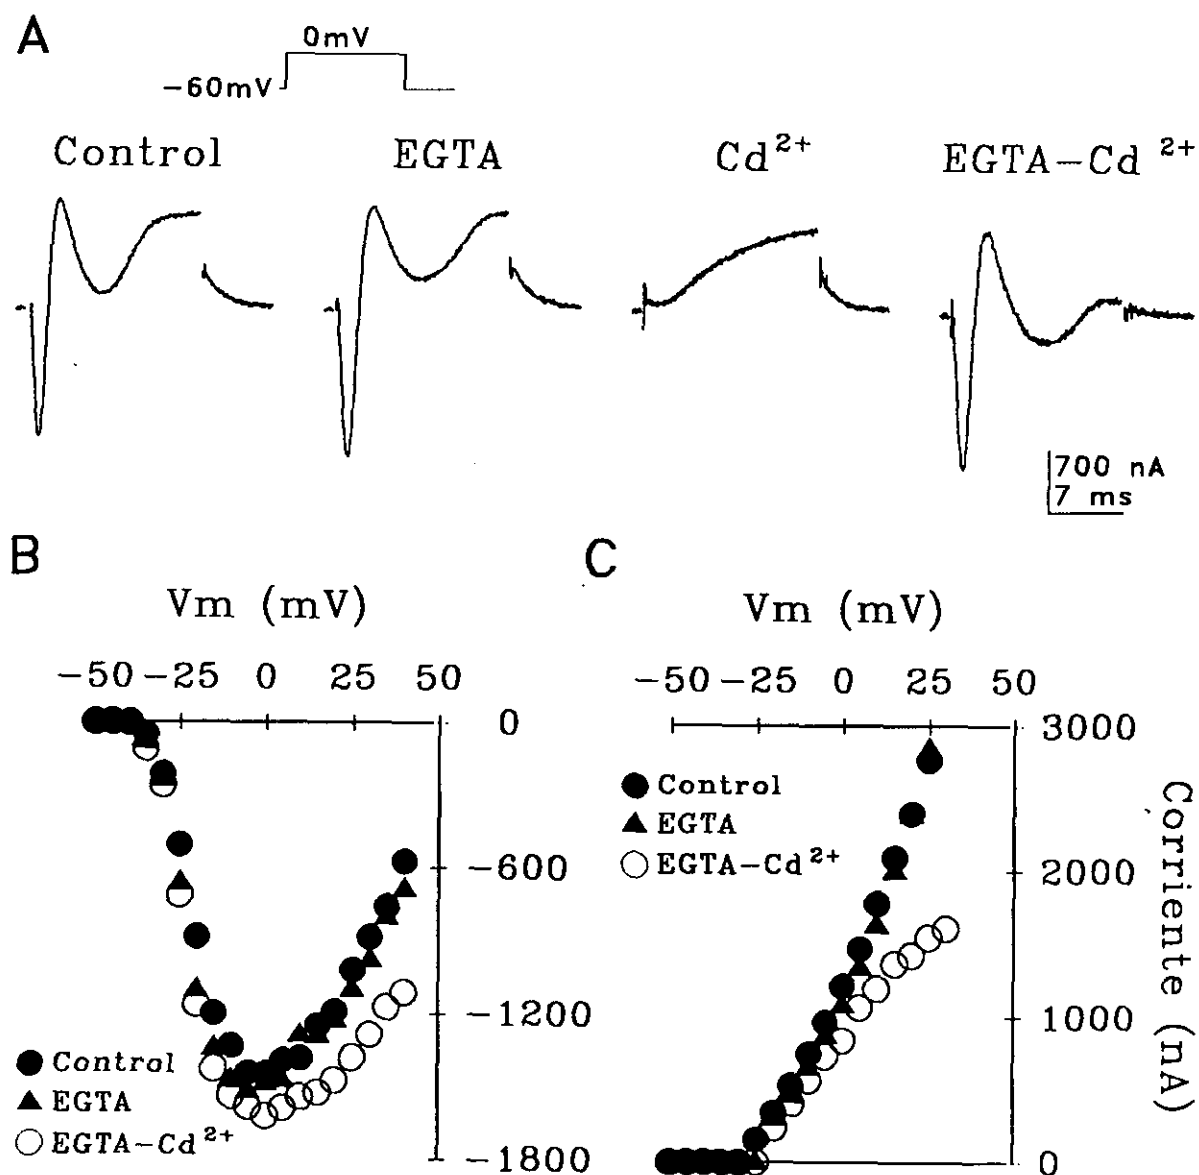 A
0mV
-60mV
Control
EGTA
Cd²⁺
EGTA-Cd²⁺
700 nA
7 ms
B
Vm (mV)
-50 -25 0 25 50
0
-600
-1200
-1800
Control
EGTA
EGTA-Cd²⁺
C
Vm (mV)
-50 -25 0 25 50
3000
2000
1000
0
Control
EGTA
EGTA-Cd²⁺
Corriente (nA)